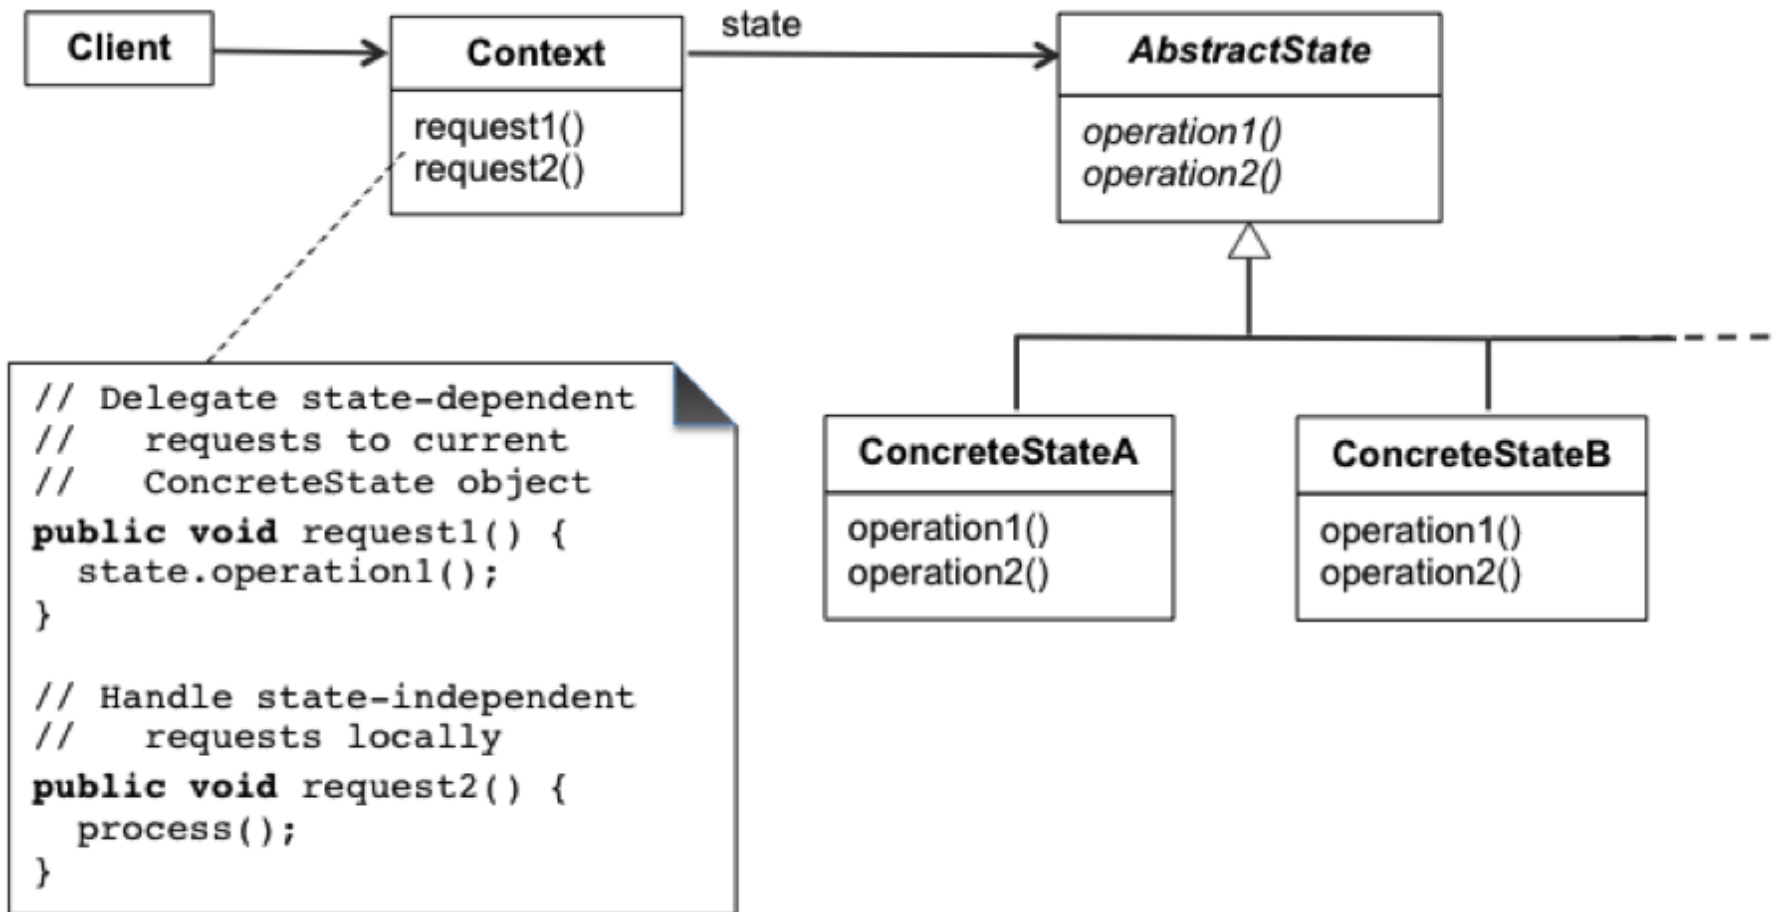 Client
Context
state
AbstractState
request1()
request2()
operation1()
operation2()
// Delegate state-dependent
//   requests to current
//   ConcreteState object
public void request1() {
  state.operation1();
}
// Handle state-independent
//   requests locally
public void request2() {
  process();
}
ConcreteStateA
operation1()
operation2()
ConcreteStateB
operation1()
operation2()